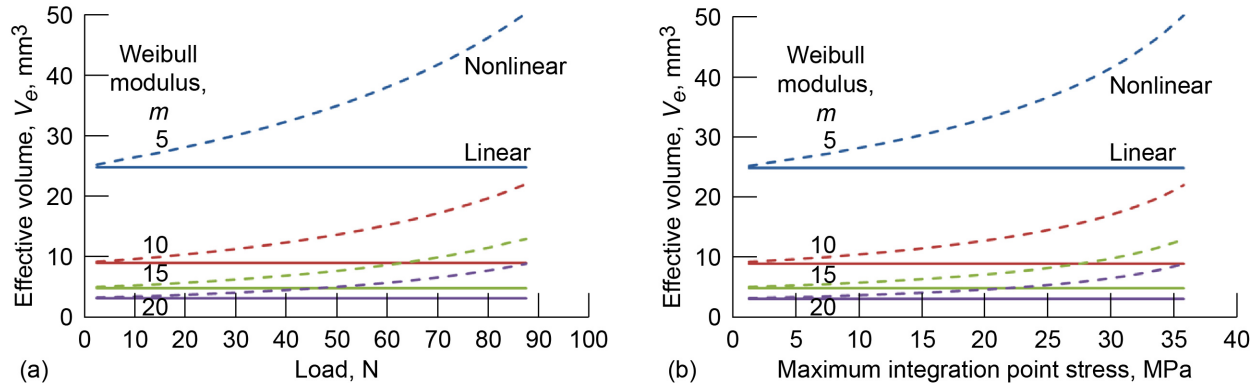 50
40
30
20
10
0
Effective volume, Ve, mm3
Weibull
modulus,
m
5
Nonlinear
Linear
10
15
20
0 10 20 30 40 50 60 70 80 90 100
(a) Load, N
50
40
30
20
10
0
Effective volume, Ve, mm3
Weibull
modulus,
m
5
Nonlinear
Linear
10
15
20
0 5 10 15 20 25 30 35 40
(b) Maximum integration point stress, MPa